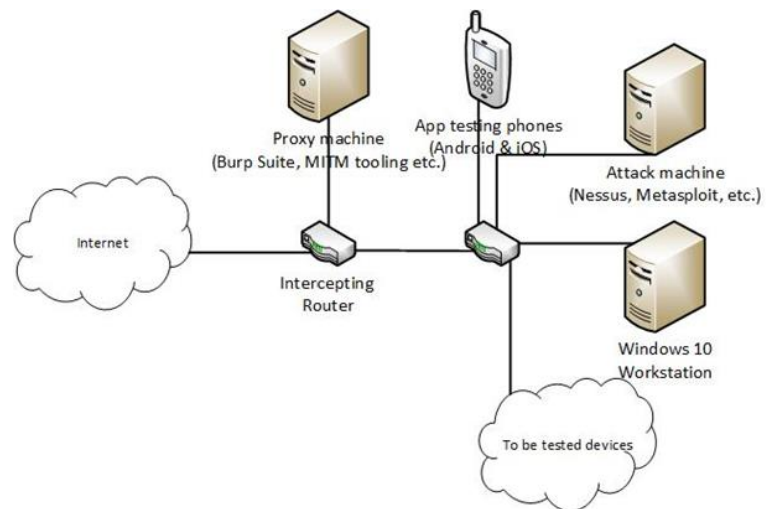 Proxy machine
(Burp Suite, MITM tooling etc.)
App testing phones
(Android & iOS)
Attack machine
(Nessus, Metasploit, etc.)
Internet
Intercepting
Router
Windows 10
Workstation
To be tested devices